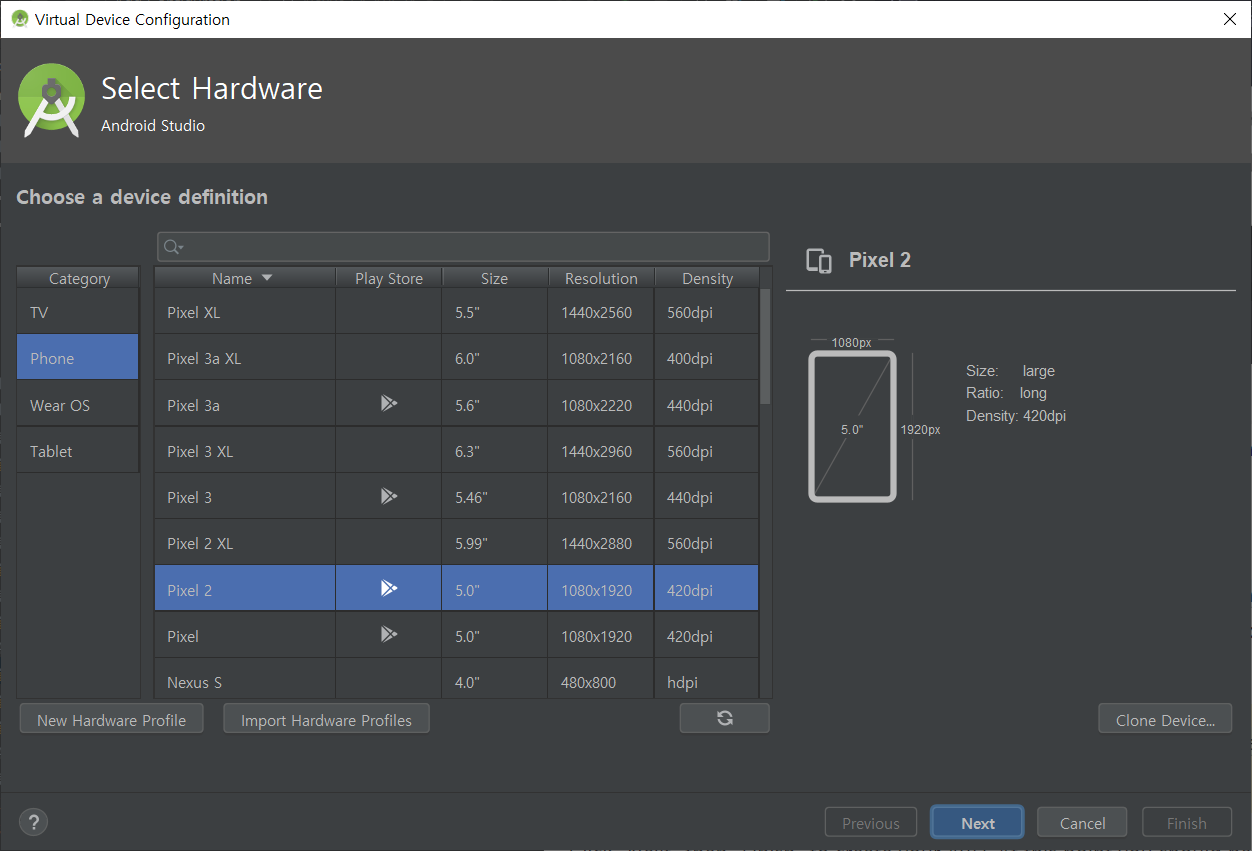 Virtual Device Configuration
Select Hardware
Android Studio
Choose a device definition
Category
TV
Phone
Wear OS
Tablet
Name Play Store Size Resolution Density
Pixel XL 5.5" 1440x2560 560dpi
Pixel 3a XL 6.0" 1080x2160 400dpi
Pixel 3a 5.6" 1080x2220 440dpi
Pixel 3 XL 6.3" 1440x2960 560dpi
Pixel 3 5.46" 1080x2160 440dpi
Pixel 2 XL 5.99" 1440x2880 560dpi
Pixel 2 5.0" 1080x1920 420dpi
Pixel 5.0" 1080x1920 420dpi
Nexus S 4.0" 480x800 hdpi
Pixel 2
1080px
5.0"
1920px
Size: large
Ratio: long
Density: 420dpi
New Hardware Profile Import Hardware Profiles Clone Device...
? Previous Next Cancel Finish